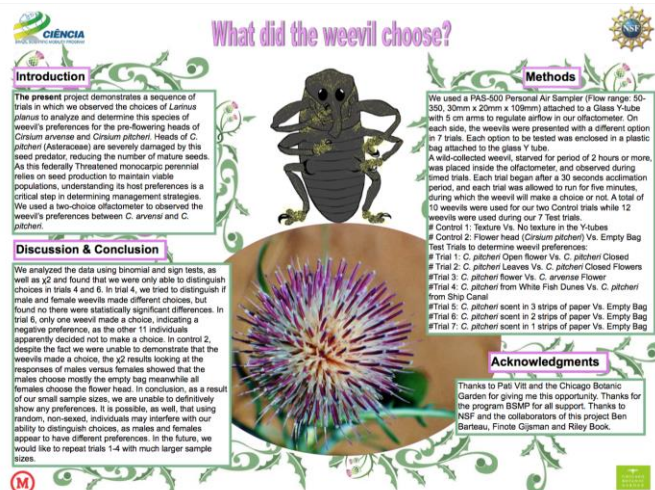 CIÊNCIA
BRAZIL SCIENTIFIC MOBILITY PROGRAM
What did the weevil choose?
NSF
Introduction
The present project demonstrates a sequence of
trials in which we observed the choices of Larinus
planus to analyze and determine this species of
weevil's preferences for the pre-flowering heads of
Cirsium arvense and Cirsium pitcheri. Heads of C.
pitcheri (Asteraceae) are severely damaged by this
seed predator, reducing the number of mature seeds.
As this federally Threatened monocarpic perennial
relies on seed production to maintain viable
populations, understanding its host preferences is a
critical step in determining management strategies.
We used a two-choice olfactometer to observed the
weevil's preferences between C. arvensi and C.
pitcheri.
Discussion & Conclusion
We analyzed the data using binomial and sign tests, as
well as χ2 and found that we were only able to distinguish
choices in trials 4 and 6. In trial 4, we tried to distinguish if
male and female weevils made different choices, but
found no there were statistically significant differences. In
trial 6, only one weevil made a choice, indicating a
negative preference, as the other 11 individuals
apparently decided not to make a choice. In control 2,
despite the fact we were unable to demonstrate that the
weevils made a choice, the χ2 results looking at the
responses of males versus females showed that the
males choose mostly the empty bag meanwhile all
females choose the flower head. In conclusion, as a result
of our small sample sizes, we are unable to definitively
show any preferences. It is possible, as well, that using
random, non-sexed, individuals may interfere with our
ability to distinguish choices, as males and females
appear to have different preferences. In the future, we
would like to repeat trials 1-4 with much larger sample
sizes.
M
Methods
We used a PAS-500 Personal Air Sampler (Flow range: 50-
350, 30mm x 20mm x 109mm) attached to a Glass Y-tube
with 5 cm arms to regulate airflow in our olfactometer. On
each side, the weevils were presented with a different option
in 7 trials. Each option to be tested was enclosed in a plastic
bag attached to the glass Y tube.
A wild-collected weevil, starved for period of 2 hours or more,
was placed inside the olfactometer, and observed during
timed trials. Each trial began after a 30 seconds acclimation
period, and each trial was allowed to run for five minutes,
during which the weevil will make a choice or not. A total of
10 weevils were used for our two Control trials while 12
weevils were used during our 7 Test trials.
# Control 1: Texture Vs. No texture in the Y-tubes
# Control 2: Flower head (Cirsium pitcheri) Vs. Empty Bag
Test Trials to determine weevil preferences:
# Trial 1: C. pitcheri Open flower Vs. C. pitcheri Closed
# Trial 2: C. pitcheri Leaves Vs. C. pitcheri Closed Flowers
# Trial 3: C. pitcheri flower Vs. C. arvense Flower
#Trial 4: C. pitcheri from White Fish Dunes Vs. C. pitcheri
from Ship Canal
#Trial 5: C. pitcheri scent in 3 strips of paper Vs. Empty Bag
#Trial 6: C. pitcheri scent in 2 strips of paper Vs. Empty Bag
#Trial 7: C. pitcheri scent in 1 strips of paper Vs. Empty Bag
Acknowledgments
Thanks to Pati Vitt and the Chicago Botanic
Garden for giving me this opportunity. Thanks for
the program BSMP for all support. Thanks to
NSF and the collaborators of this project Ben
Barteau, Finote Gijsman and Riley Book.